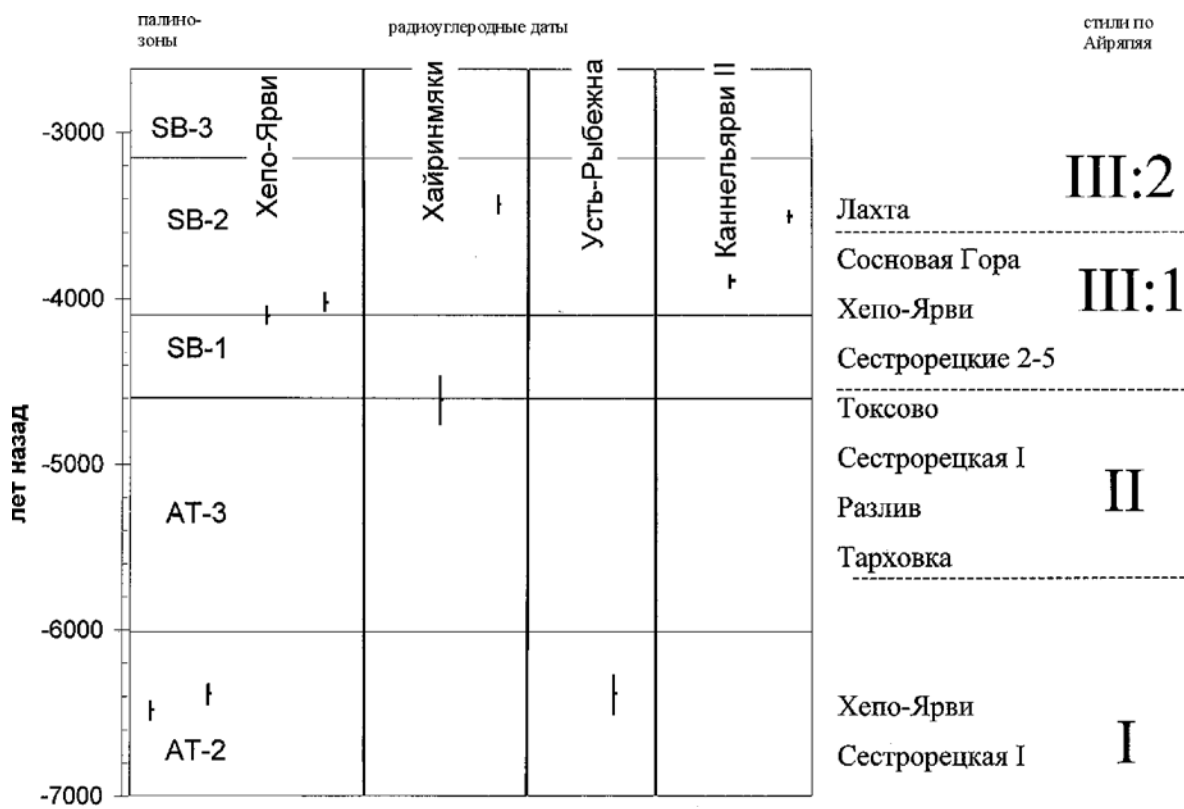 палино-
зоны
радиоуглеродные даты
стили по
Айряпяя
Хепо-Ярви
Хайринмяки
Усть-Рыбежна
Каннельярви II
лет назад
-3000
-4000
-5000
-6000
-7000
SB-3
SB-2
SB-1
AT-3
AT-2
Лахта
III:2
Сосновая Гора
Хепо-Ярви
III:1
Сестрорецкие 2-5
Токсово
Сестрорецкая I
II
Разлив
Тарховка
Хепо-Ярви
Сестрорецкая I
I